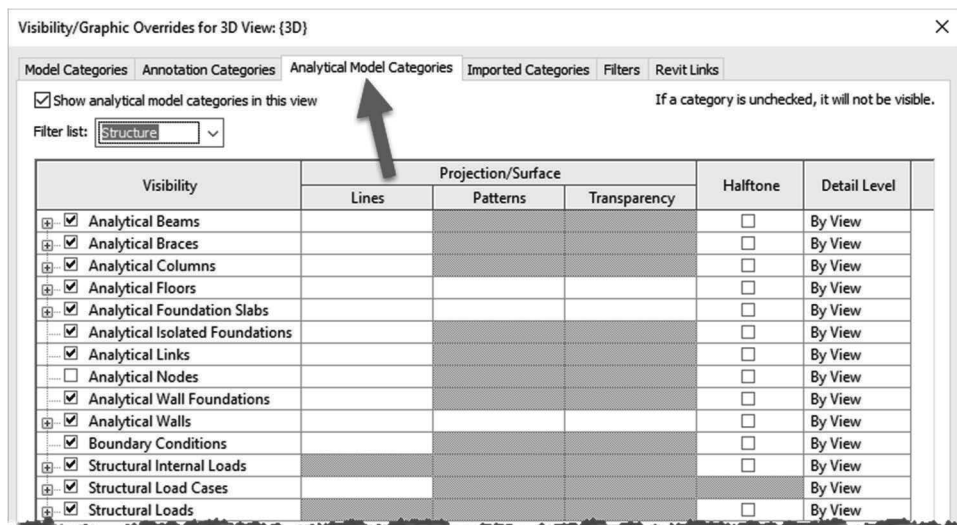 Visibility/Graphic Overrides for 3D View: {3D}
Model Categories Annotation Categories Analytical Model Categories Imported Categories Filters Revit Links
Show analytical model categories in this view If a category is unchecked, it will not be visible.
Filter list: Structure
Visibility Projection/Surface Halftone Detail Level
Lines Patterns Transparency
Analytical Beams By View
Analytical Braces By View
Analytical Columns By View
Analytical Floors By View
Analytical Foundation Slabs By View
Analytical Isolated Foundations By View
Analytical Links By View
Analytical Nodes By View
Analytical Wall Foundations By View
Analytical Walls By View
Boundary Conditions By View
Structural Internal Loads By View
Structural Load Cases By View
Structural Loads By View